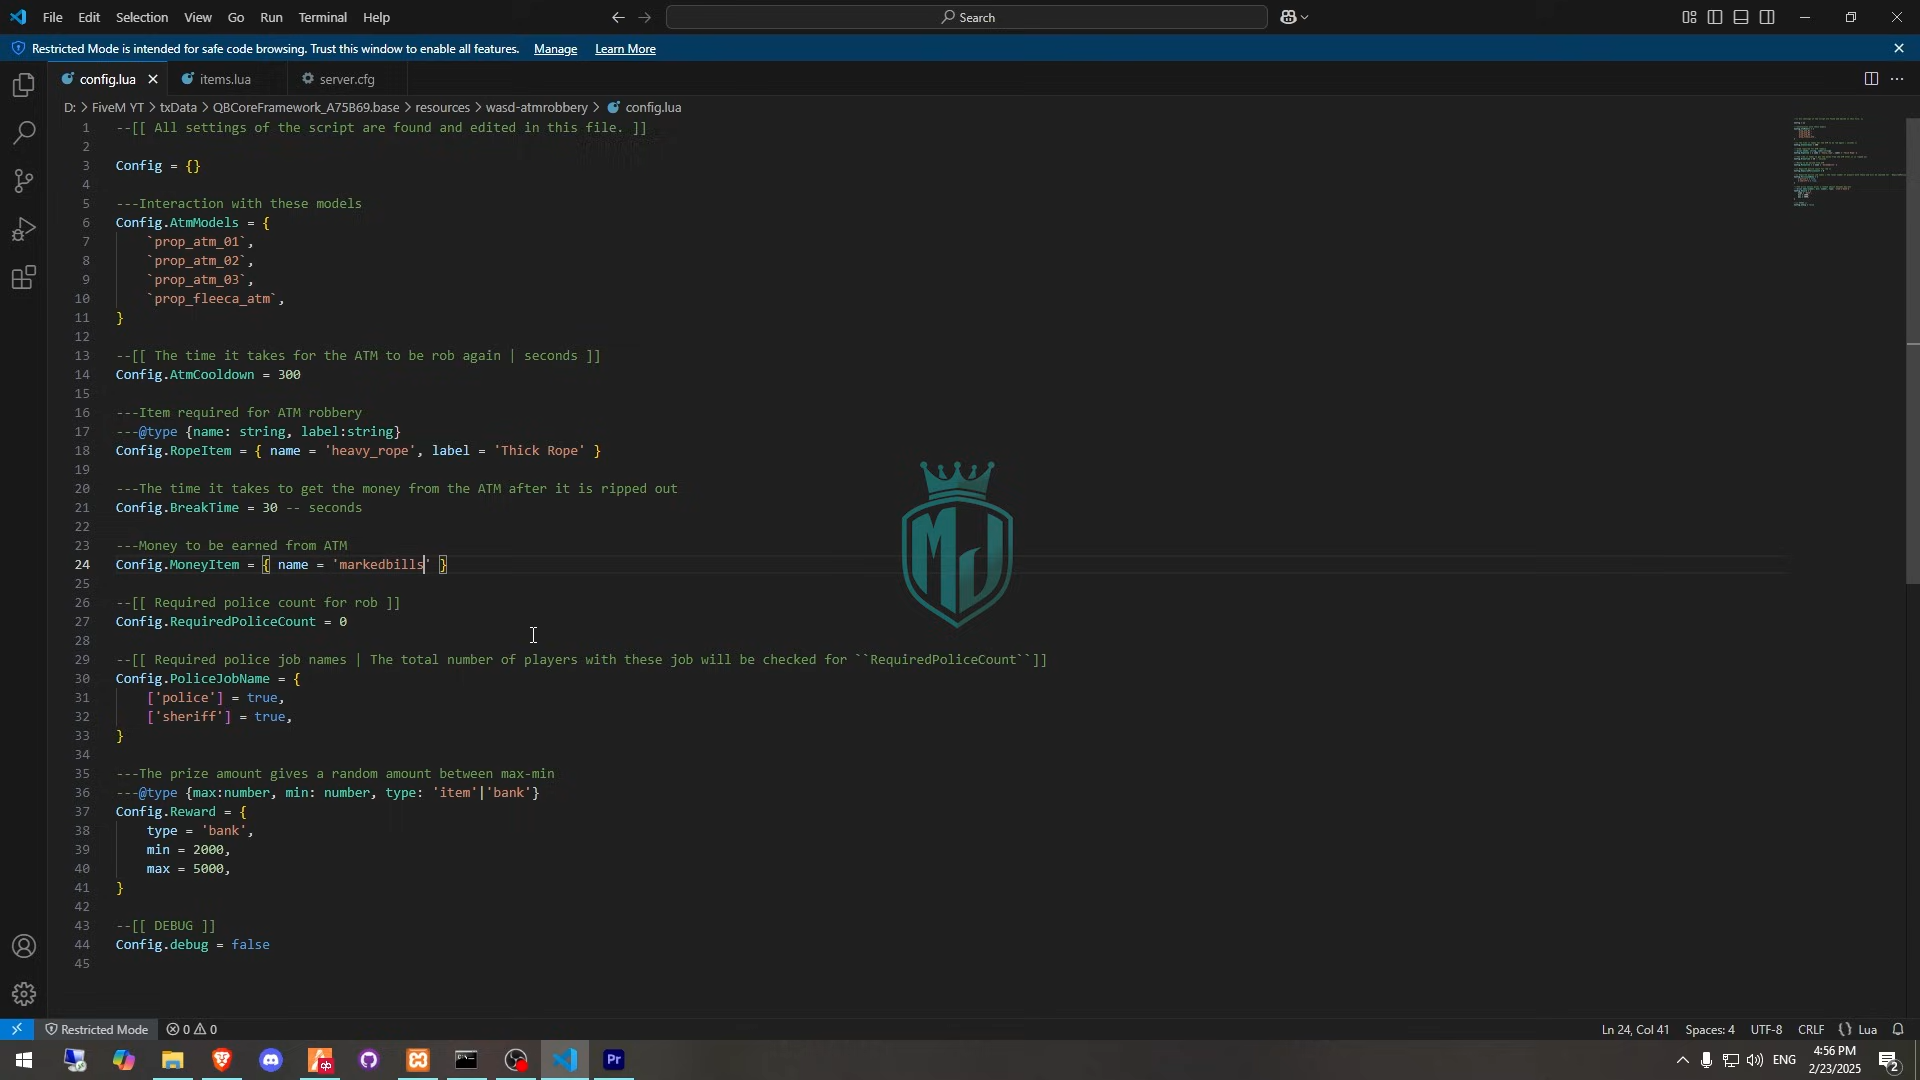 File Edit Selection View Go Run Terminal Help
Search
Restricted Mode is intended for safe code browsing. Trust this window to enable all features. Manage Learn More
config.lua items.lua server.cfg
D: > FiveM YT > txData > QBCoreFramework_A75B69.base > resources > wasd-atmrobbery > config.lua
1 --[[ All settings of the script are found and edited in this file. ]]
2
3 Config = {}
4
5 ---Interaction with these models
6 Config.AtmModels = {
7 `prop_atm_01`,
8 `prop_atm_02`,
9 `prop_atm_03`,
10 `prop_fleeca_atm`,
11 }
12
13 --[[ The time it takes for the ATM to be rob again | seconds ]]
14 Config.AtmCooldown = 300
15
16 ---Item required for ATM robbery
17 ---@type {name: string, label:string}
18 Config.RopeItem = { name = 'heavy_rope', label = 'Thick Rope' }
19
20 ---The time it takes to get the money from the ATM after it is ripped out
21 Config.BreakTime = 30 -- seconds
22
23 ---Money to be earned from ATM
24 Config.MoneyItem = { name = 'markedbills' }
25
26 --[[ Required police count for rob ]]
27 Config.RequiredPoliceCount = 0
28
29 --[[ Required police job names | The total number of players with these job will be checked for ``RequiredPoliceCount``]]
30 Config.PoliceJobName = {
31 ['police'] = true,
32 ['sheriff'] = true,
33 }
34
35 ---The prize amount gives a random amount between max-min
36 ---@type {max:number, min: number, type: 'item'|'bank'}
37 Config.Reward = {
38 type = 'bank',
39 min = 2000,
40 max = 5000,
41 }
42
43 --[[ DEBUG ]]
44 Config.debug = false
45
MJ
Restricted Mode 0 0 Ln 24, Col 41 Spaces: 4 UTF-8 CRLF {} Lua
Pr ENG 4:56 PM
2/23/2025 2